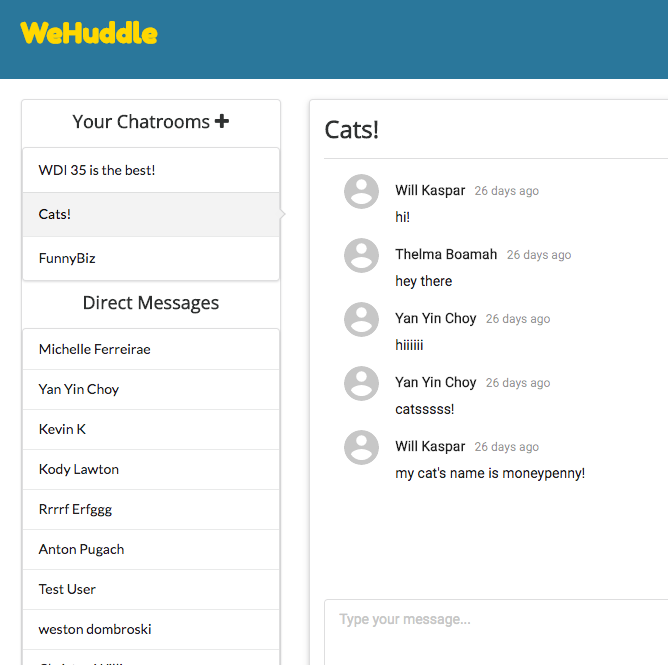 WeHuddle
Your Chatrooms
WDI 35 is the best!
Cats!
FunnyBiz
Direct Messages
Michelle Ferreirae
Yan Yin Choy
Kevin K
Kody Lawton
Rrrrf Erfggg
Anton Pugach
Test User
weston dombroski
Cats!
Will Kaspar 26 days ago
hi!
Thelma Boamah 26 days ago
hey there
Yan Yin Choy 26 days ago
hiiiiii
Yan Yin Choy 26 days ago
catsssss!
Will Kaspar 26 days ago
my cat's name is moneypenny!
Type your message...